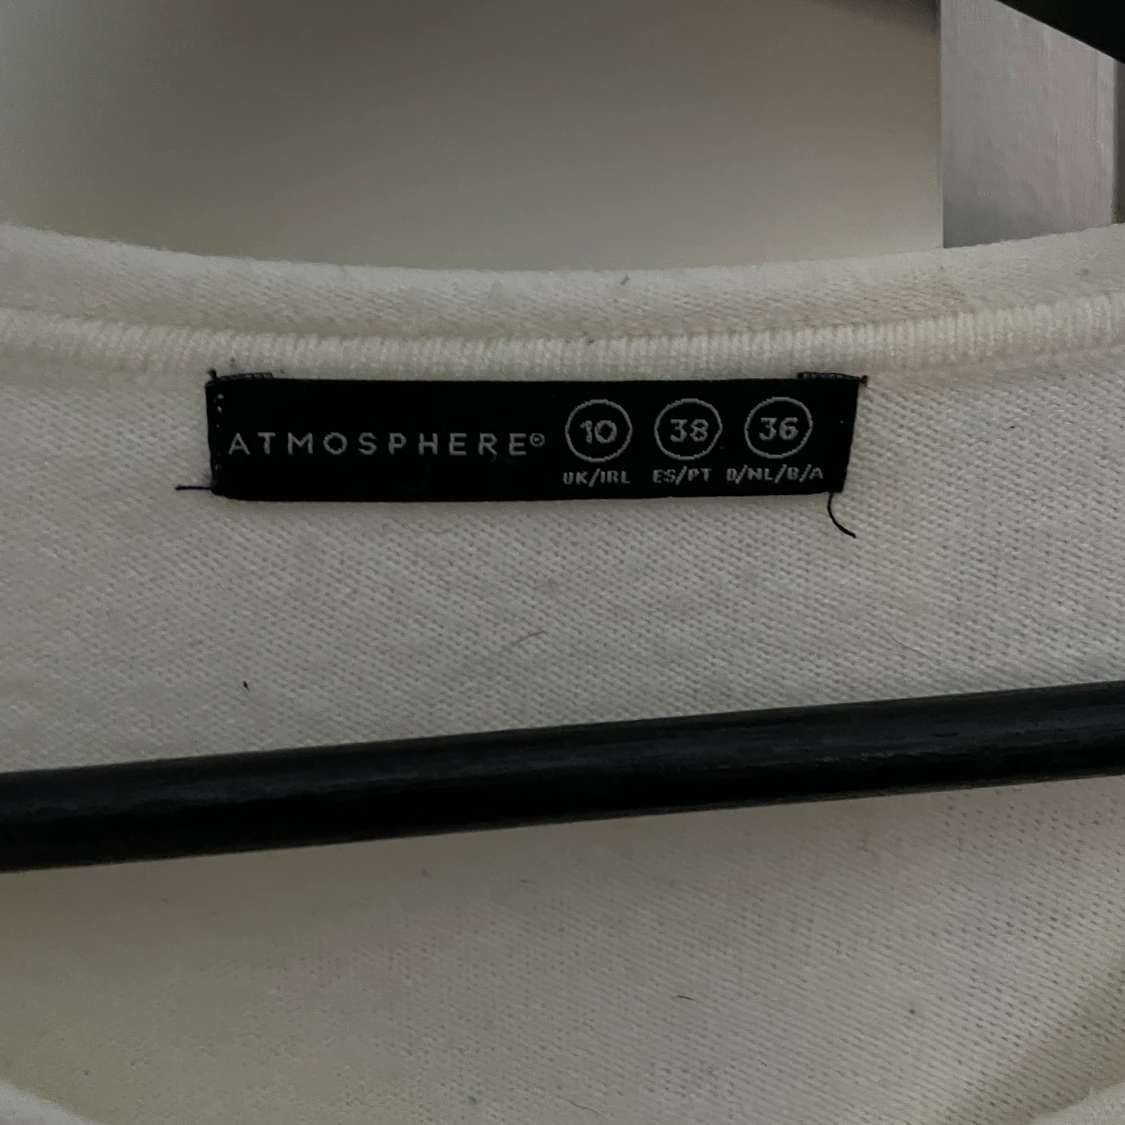 ATMOSPHERE® 10 38 36
UK/IRL ES/PT D/NL/B/A